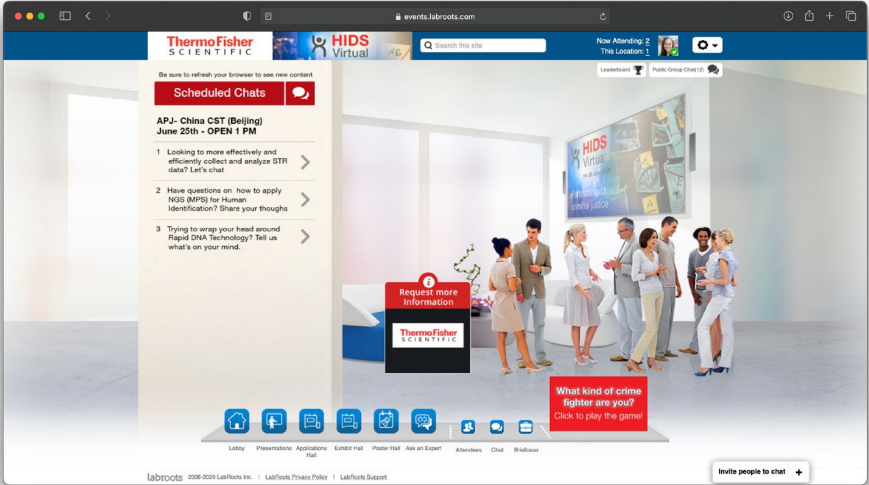 events.labroots.com
ThermoFisher
SCIENTIFIC
HIDS
Virtual
Search this site
Now Attending: 2
This Location: 1
Leaderboard
Public Group Chat(12)
Be sure to refresh your browser to see new content
Scheduled Chats
APJ- China CST (Beijing)
June 25th - OPEN 1 PM
1 Looking to more effectively and
efficiently collect and analyze STR
data? Let's chat
2 Have questions on how to apply
NGS (MPS) for Human
Identification? Share your thoughs
3 Trying to wrap your head around
Rapid DNA Technology? Tell us
what's on your mind.
HIDS
Virtual
criminal justice
i
Request more
Information
ThermoFisher
SCIENTIFIC
What kind of crime
fighter are you?
Click to play the game!
Lobby
Presentations
Applications
Hall
Exhibit Hall
Poster Hall
Ask an Expert
Attendees
Chat
Briefcase
labroots 2008-2020 LabRoots Inc. | LabRoots Privacy Policy | LabRoots Support
Invite people to chat +